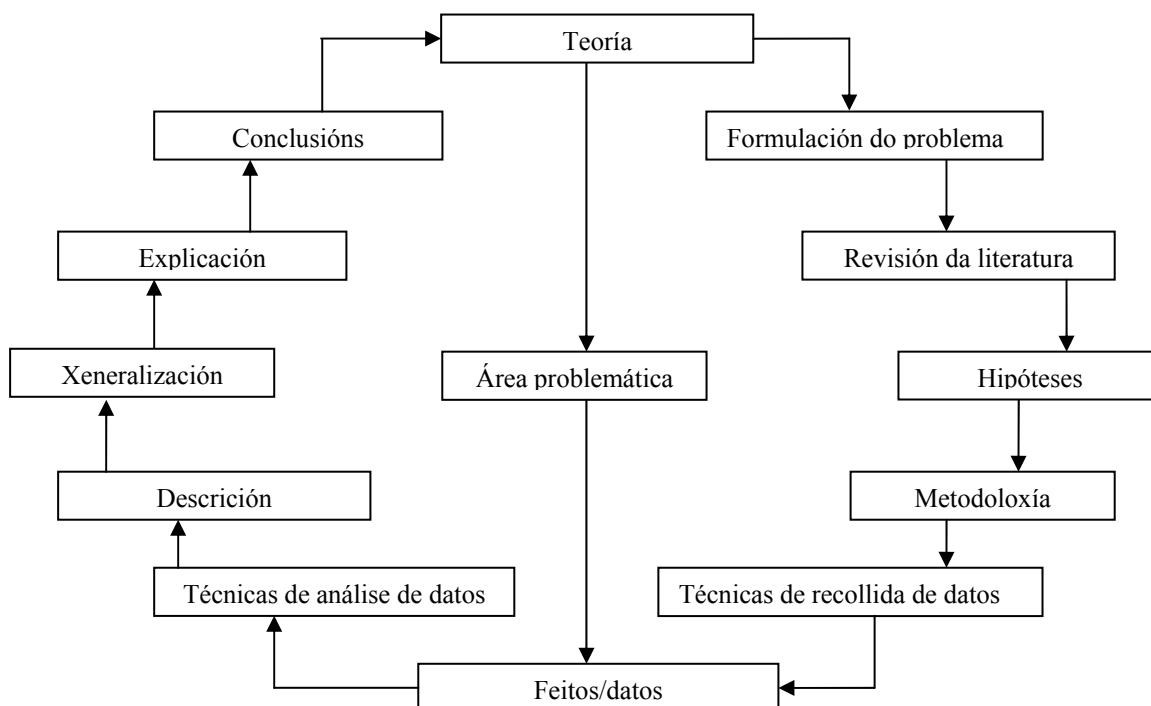 Teoría
Conclusións
Formulación do problema
Explicación
Revisión da literatura
Xeneralización
Área problemática
Hipóteses
Descrición
Metodoloxía
Técnicas de análise de datos
Técnicas de recollida de datos
Feitos/datos